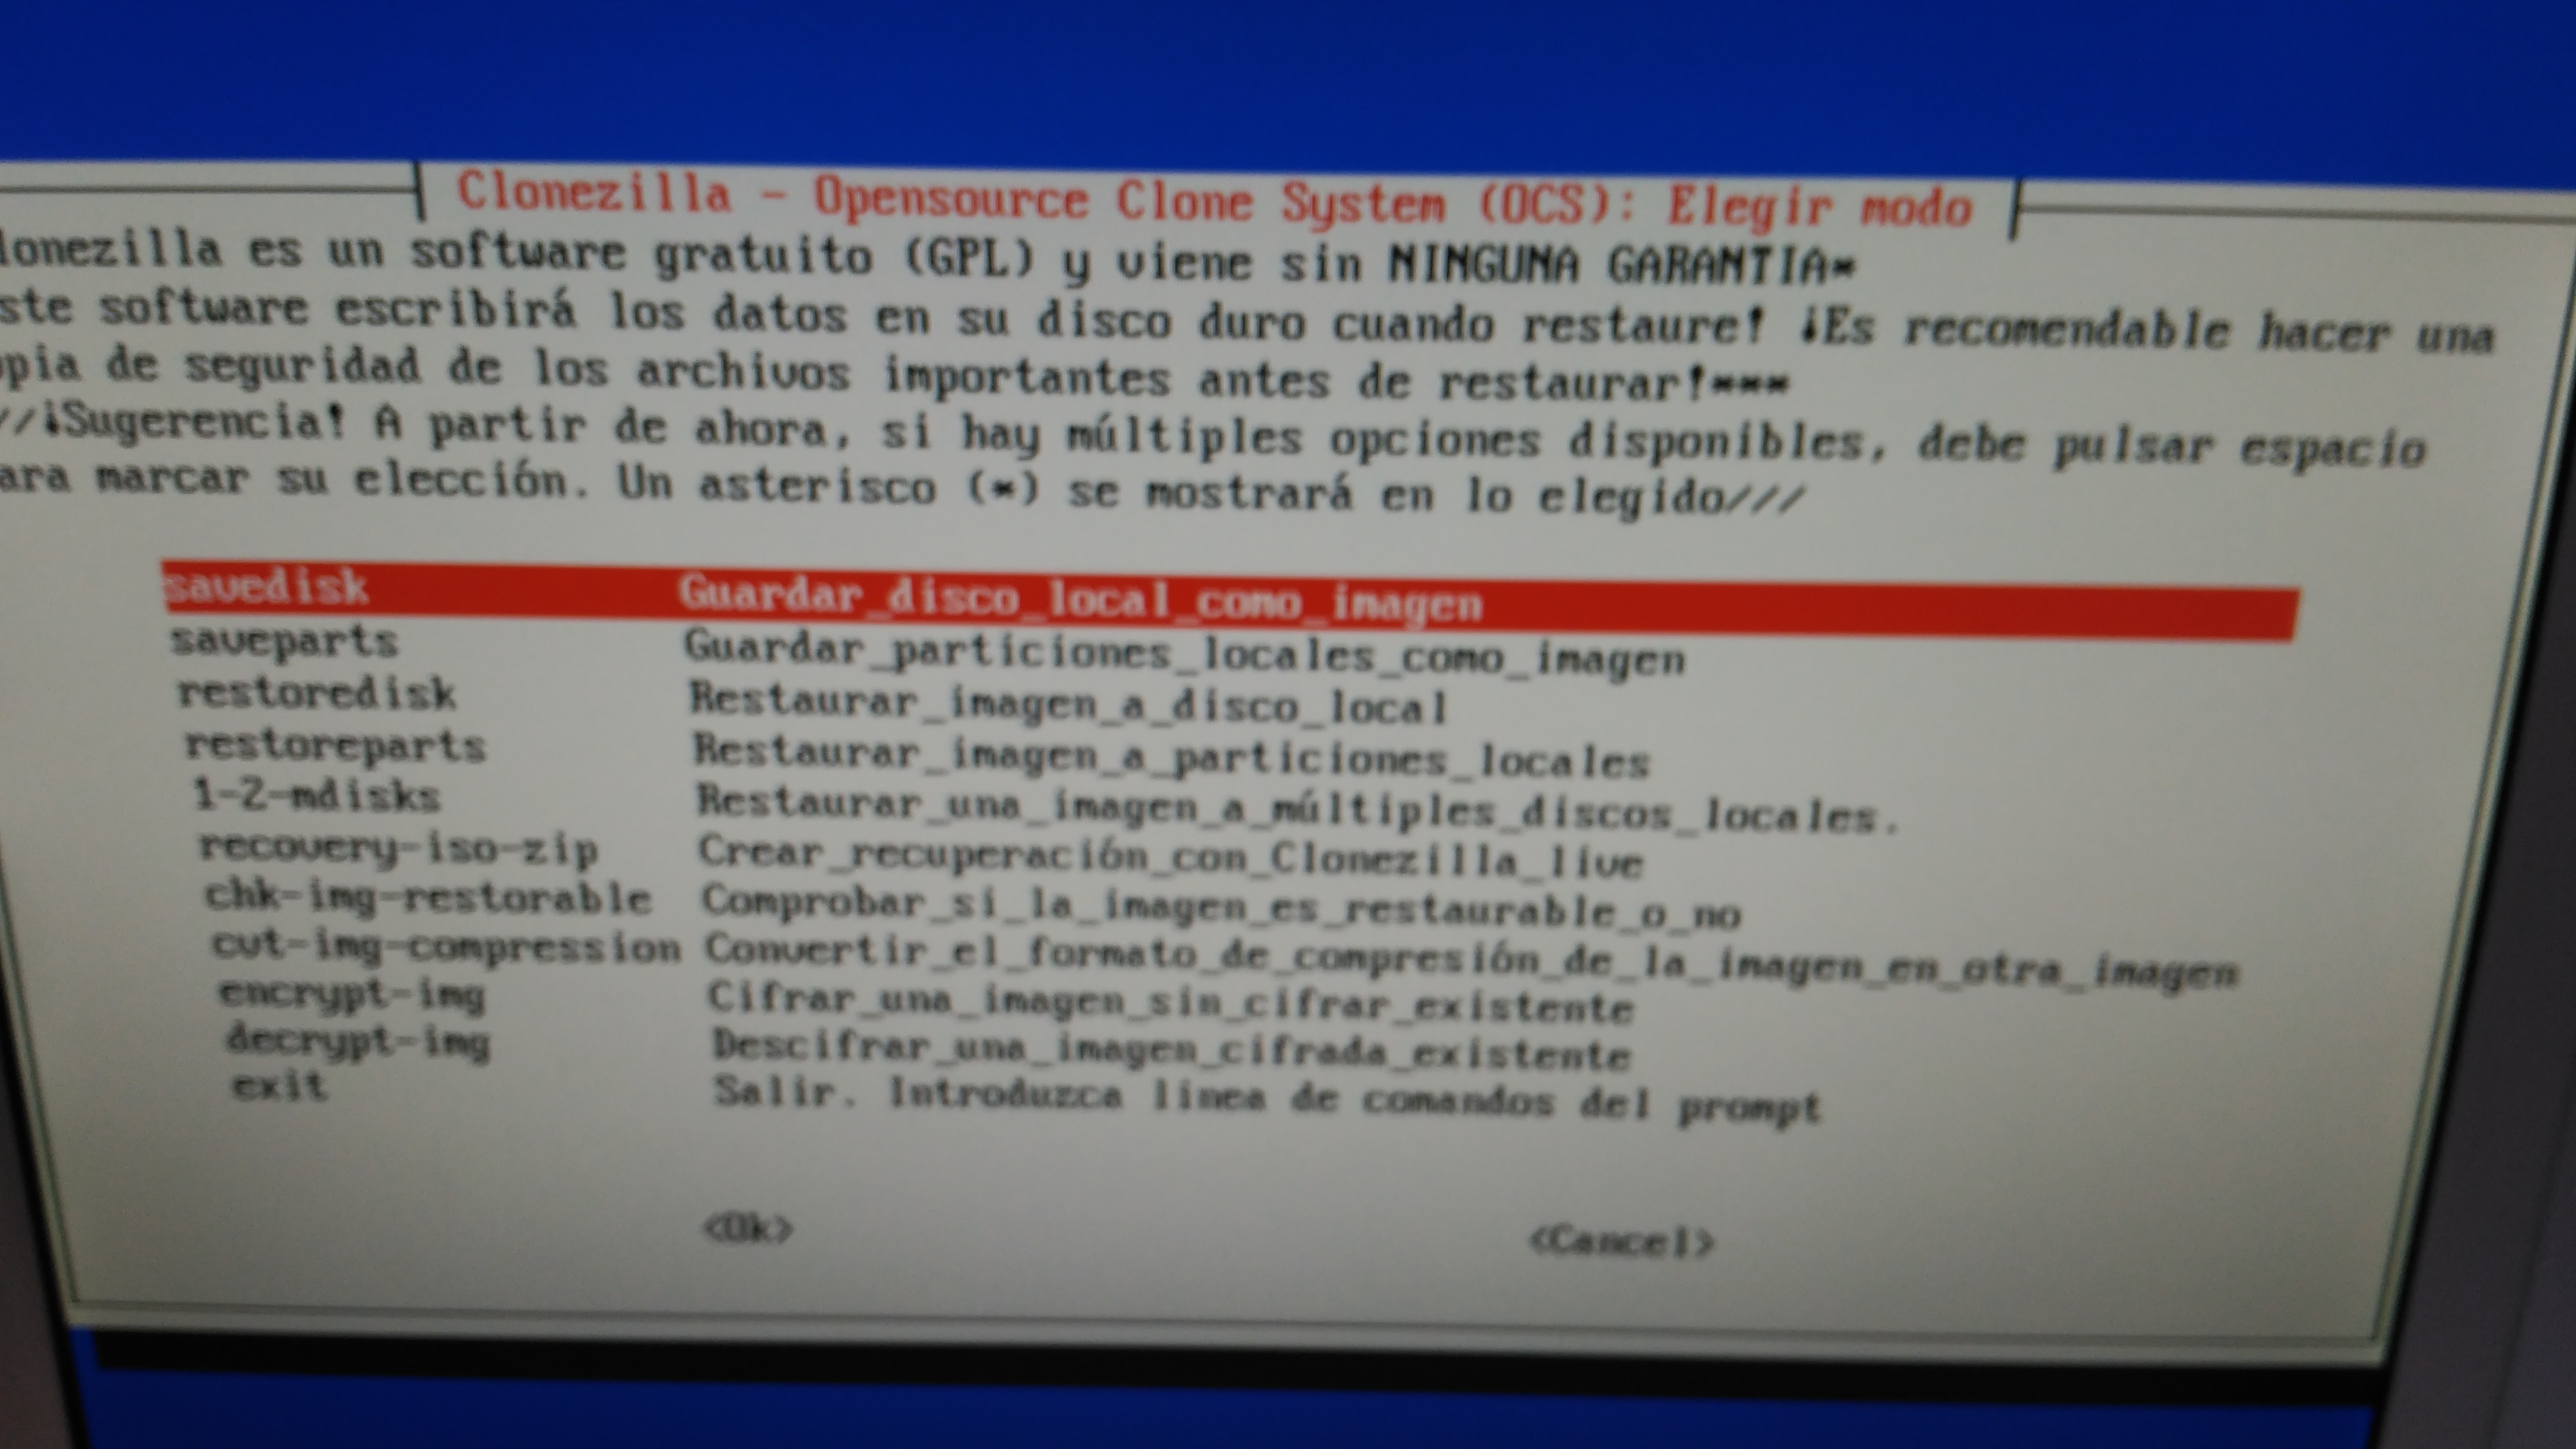 Clonezilla - Opensource Clone System (OCS): Elegir modo
lonezilla es un software gratuito (GPL) y viene sin NINGUNA GARANTIA*
ste software escribirá los datos en su disco duro cuando restaure! ¡Es recomendable hacer una
opia de seguridad de los archivos importantes antes de restaurar!***
//¡Sugerencia! A partir de ahora, si hay múltiples opciones disponibles, debe pulsar espacio
ara marcar su elección. Un asterisco (*) se mostrará en lo elegido///
savedisk Guardar_disco_local_como_imagen
saveparts Guardar_particiones_locales_como_imagen
restoredisk Restaurar_imagen_a_disco_local
restoreparts Restaurar_imagen_a_particiones_locales
1-2-mdisks Restaurar_una_imagen_a_múltiples_discos_locales.
recovery-iso-zip Crear_recuperación_con_Clonezilla_live
chk-img-restorable Comprobar_si_la_imagen_es_restaurable_o_no
cvt-img-compression Convertir_el_formato_de_compresión_de_la_imagen_en_otra_imagen
encrypt-img Cifrar_una_imagen_sin_cifrar_existente
decrypt-img Descifrar_una_imagen_cifrada_existente
exit Salir. Introduzca línea de comandos del prompt
<Ok> <Cancel>